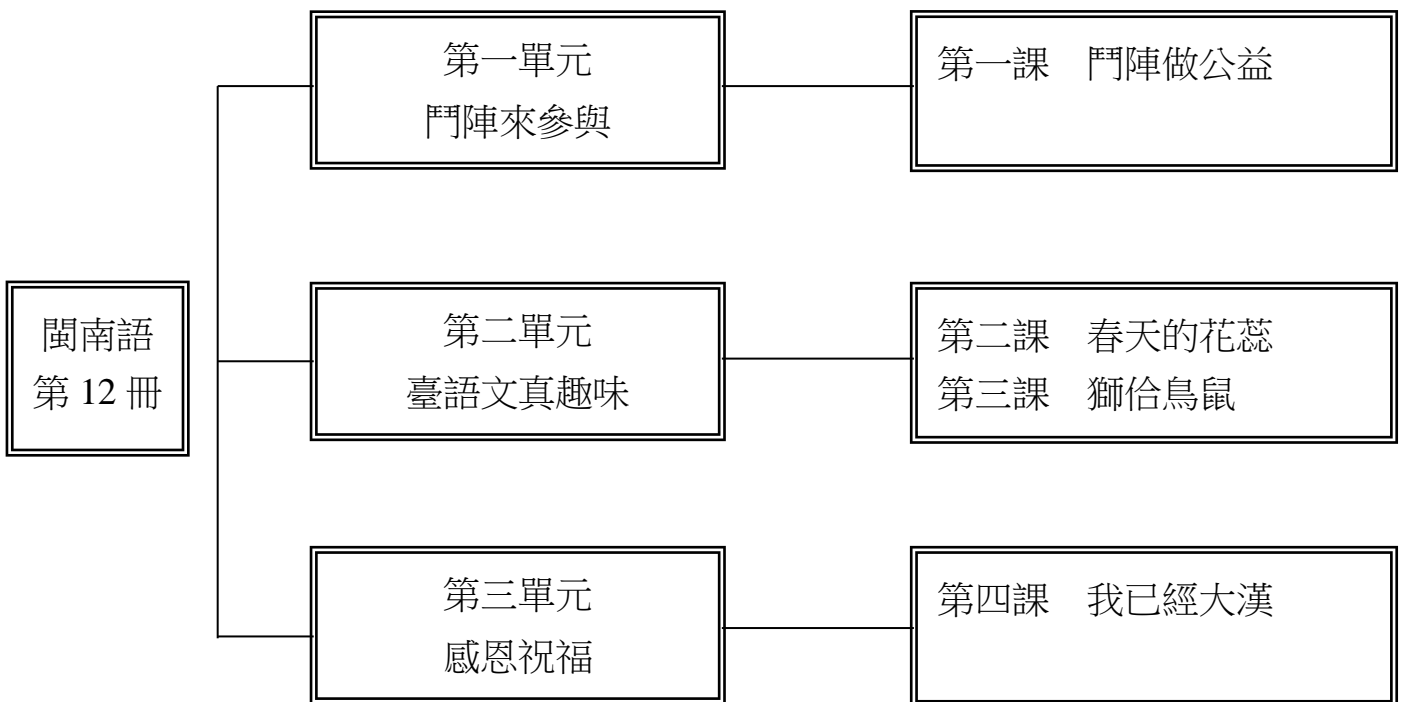 閩南語
第 12 冊
第一單元
鬥陣來參與
第一課　鬥陣做公益
第二單元
臺語文真趣味
第二課　春天的花蕊
第三課　獅佮鳥鼠
第三單元
感恩祝福
第四課　我已經大漢